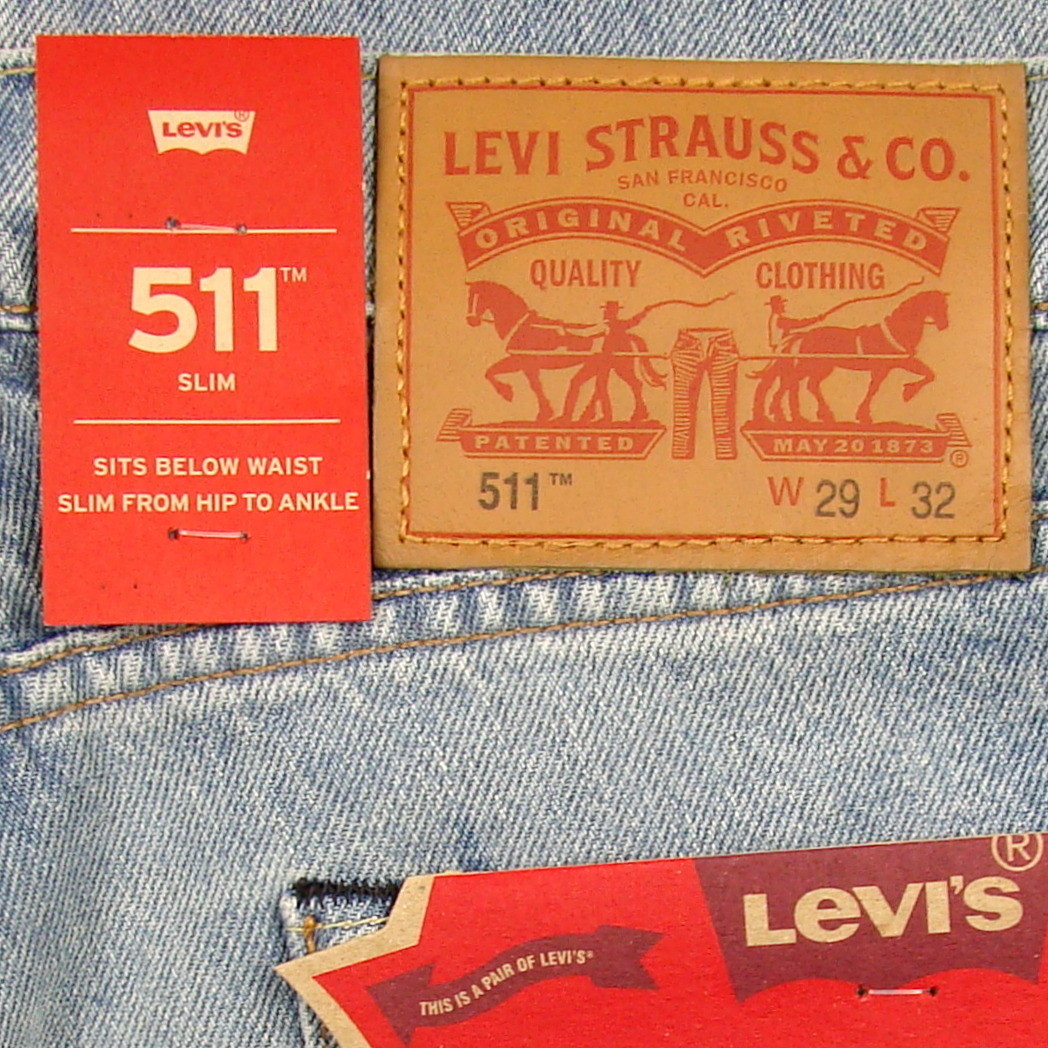 LEVI'S®
511™
SLIM
SITS BELOW WAIST
SLIM FROM HIP TO ANKLE
LEVI STRAUSS & CO.
SAN FRANCISCO
CAL.
ORIGINAL RIVETED
QUALITY CLOTHING
PATENTED MAY 20 1873 ®
511™ W 29 L 32
LEVI'S®
THIS IS A PAIR OF LEVI'S®